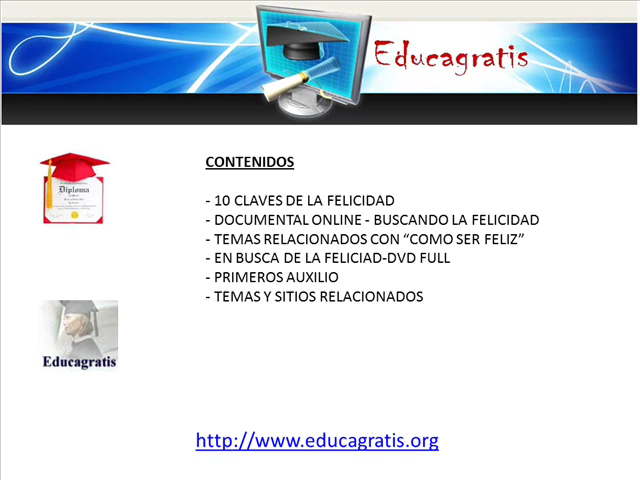 Educagratis
CONTENIDOS
Diploma
- 10 CLAVES DE LA FELICIDAD
- DOCUMENTAL ONLINE - BUSCANDO LA FELICIDAD
- TEMAS RELACIONADOS CON “COMO SER FELIZ”
- EN BUSCA DE LA FELICIAD-DVD FULL
- PRIMEROS AUXILIO
- TEMAS Y SITIOS RELACIONADOS
Educagratis
http://www.educagratis.org